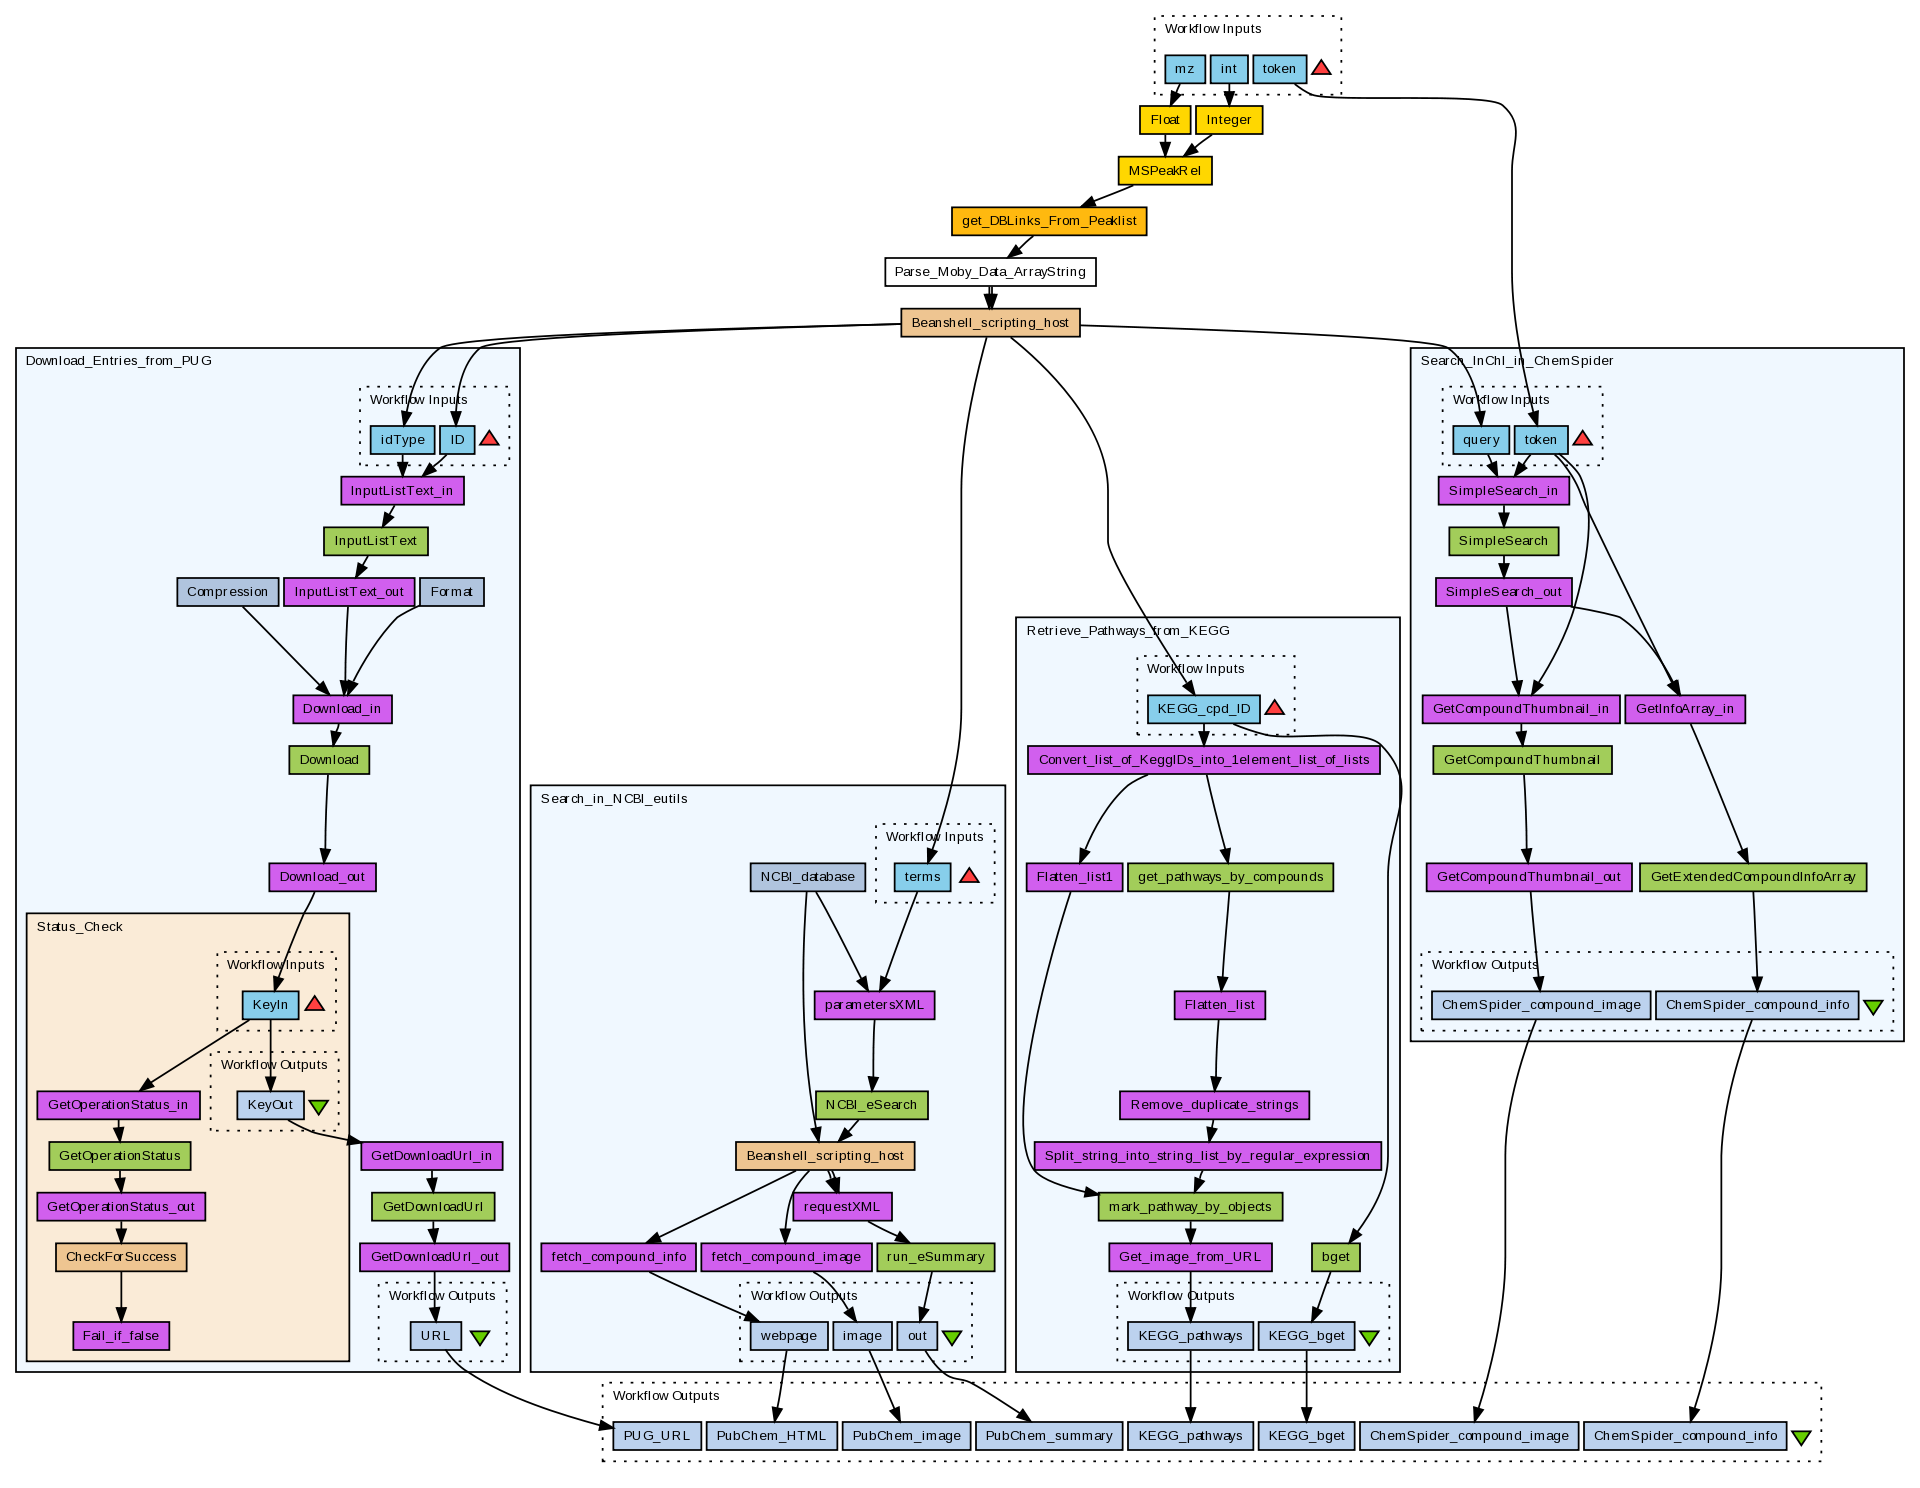 Workflow Inputs
mz
int
token
Float
Integer
MSPeakRel
get_DBLinks_From_Peaklist
Parse_Moby_Data_ArrayString
Beanshell_scripting_host
Download_Entries_from_PUG
Workflow Inputs
idType
ID
InputListText_in
InputListText
Compression
InputListText_out
Format
Download_in
Download
Download_out
Status_Check
Workflow Inputs
KeyIn
Workflow Outputs
KeyOut
GetOperationStatus_in
GetOperationStatus
GetOperationStatus_out
CheckForSuccess
Fail_if_false
GetDownloadUrl_in
GetDownloadUrl
GetDownloadUrl_out
Workflow Outputs
URL
Search_in_NCBI_eutils
Workflow Inputs
NCBI_database
terms
parametersXML
NCBI_eSearch
Beanshell_scripting_host
requestXML
fetch_compound_info
fetch_compound_image
run_eSummary
Workflow Outputs
webpage
image
out
Retrieve_Pathways_from_KEGG
Workflow Inputs
KEGG_cpd_ID
Convert_list_of_KeggIDs_into_1element_list_of_lists
Flatten_list1
get_pathways_by_compounds
Flatten_list
Remove_duplicate_strings
Split_string_into_string_list_by_regular_expression
mark_pathway_by_objects
Get_image_from_URL
bget
Workflow Outputs
KEGG_pathways
KEGG_bget
Search_InChI_in_ChemSpider
Workflow Inputs
query
token
SimpleSearch_in
SimpleSearch
SimpleSearch_out
GetCompoundThumbnail_in
GetInfoArray_in
GetCompoundThumbnail
GetCompoundThumbnail_out
GetExtendedCompoundInfoArray
Workflow Outputs
ChemSpider_compound_image
ChemSpider_compound_info
Workflow Outputs
PUG_URL
PubChem_HTML
PubChem_image
PubChem_summary
KEGG_pathways
KEGG_bget
ChemSpider_compound_image
ChemSpider_compound_info